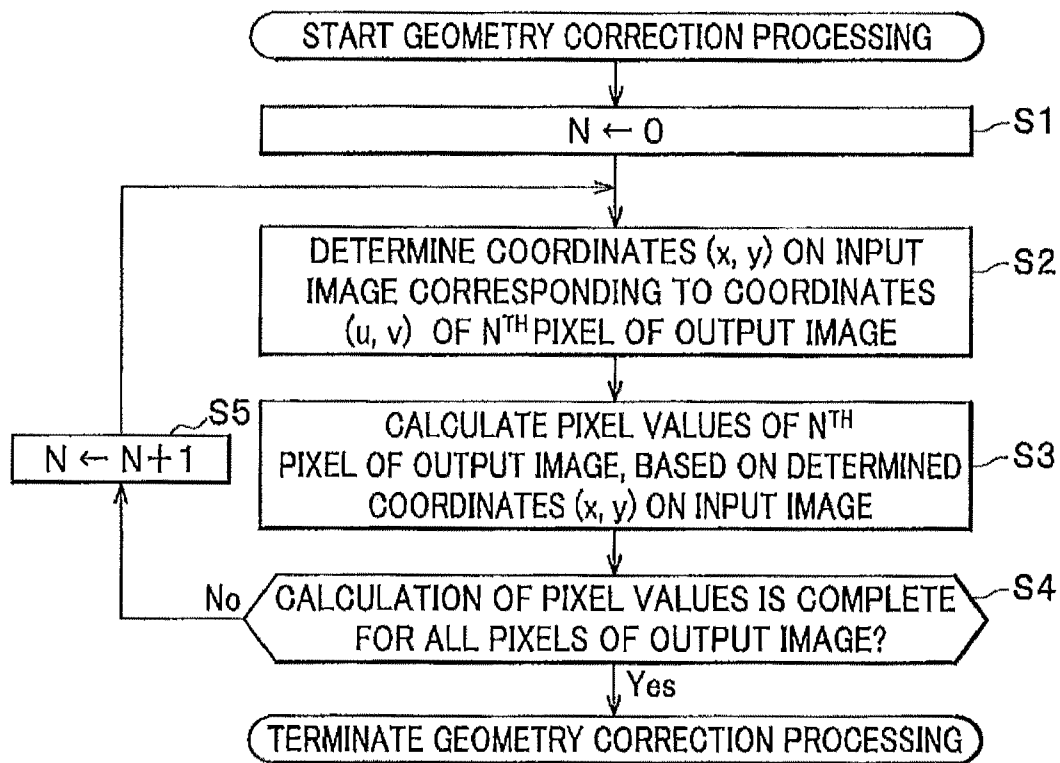 START GEOMETRY CORRECTION PROCESSING
N ← 0
S1
DETERMINE COORDINATES (x, y) ON INPUT
IMAGE CORRESPONDING TO COORDINATES
(u, v) OF NTH PIXEL OF OUTPUT IMAGE
S2
S5
N ← N+1
CALCULATE PIXEL VALUES OF NTH
PIXEL OF OUTPUT IMAGE, BASED ON DETERMINED
COORDINATES (x, y) ON INPUT IMAGE
S3
No
CALCULATION OF PIXEL VALUES IS COMPLETE
FOR ALL PIXELS OF OUTPUT IMAGE?
S4
Yes
TERMINATE GEOMETRY CORRECTION PROCESSING